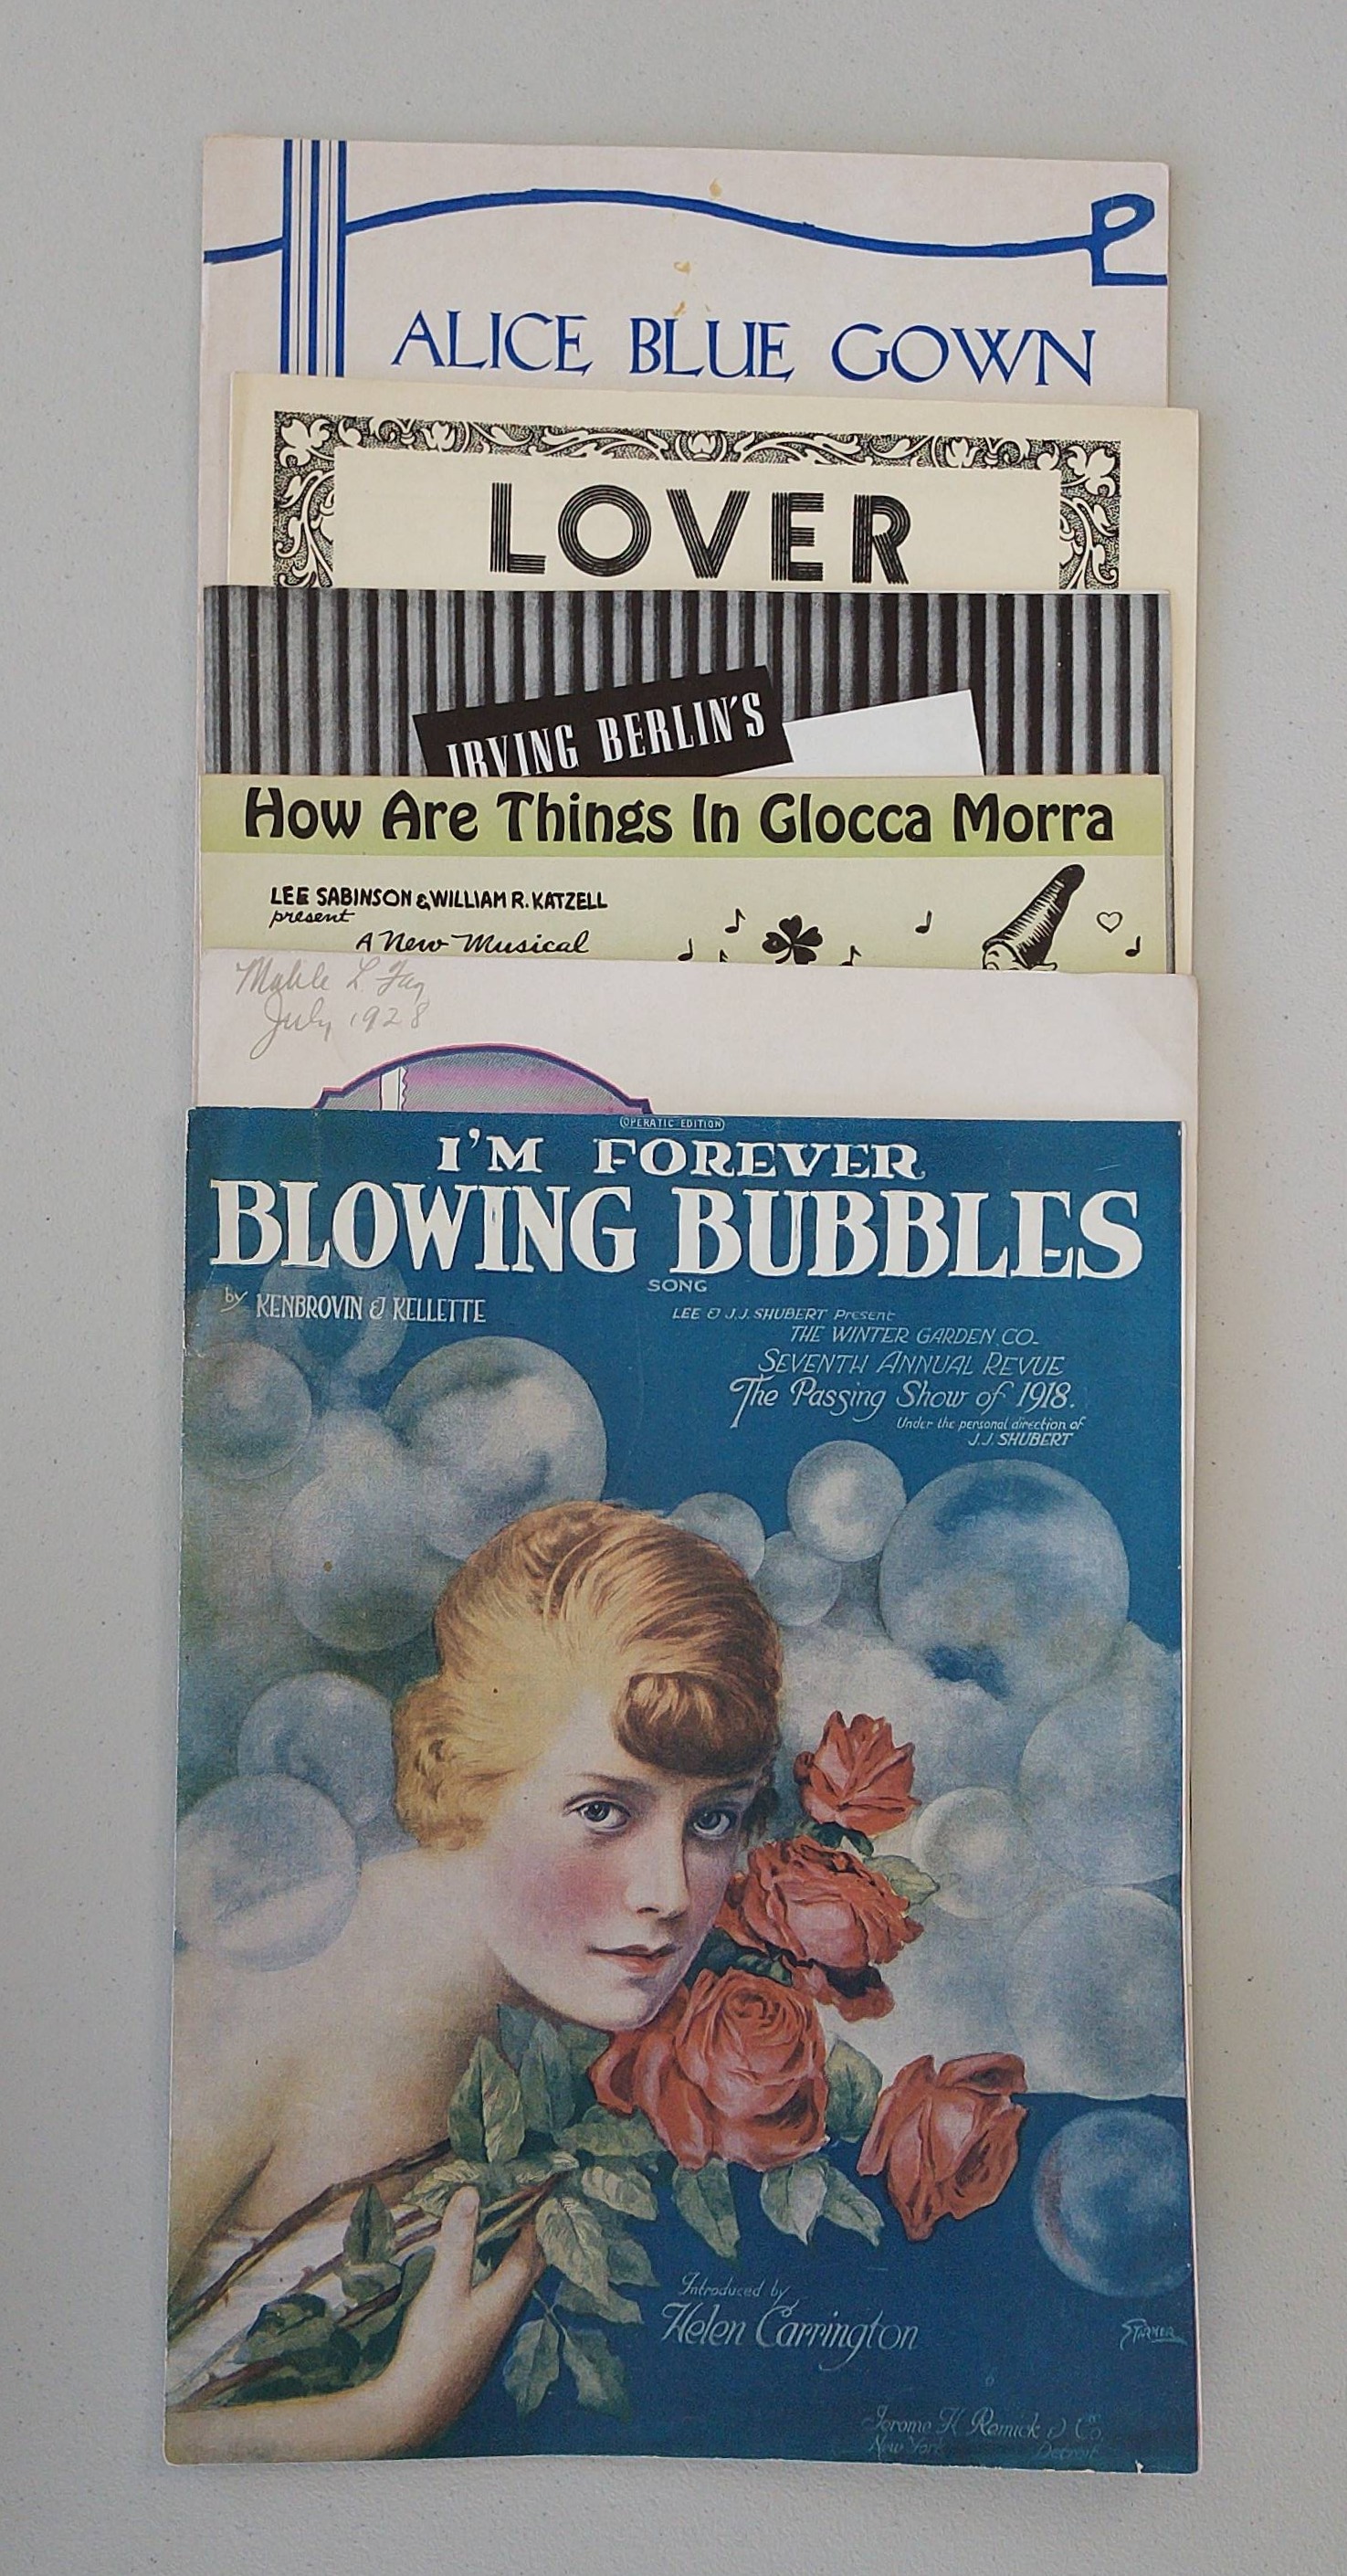 ALICE BLUE GOWN
LOVER
IRVING BERLIN'S
How Are Things In Glocca Morra
LEE SABINSON & WILLIAM R. KATZELL
present
A New Musical
July 1928
OPERATIC EDITION
I'M FOREVER
BLOWING BUBBLES
SONG
by KENBROVIN & KELLETTE
LEE & J.J. SHUBERT Present
THE WINTER GARDEN CO.
SEVENTH ANNUAL REVUE
The Passing Show of 1918.
Under the personal direction of
J.J. SHUBERT
Introduced by
Helen Carrington
STARMER
Jerome H Remick & Co.
New York Detroit